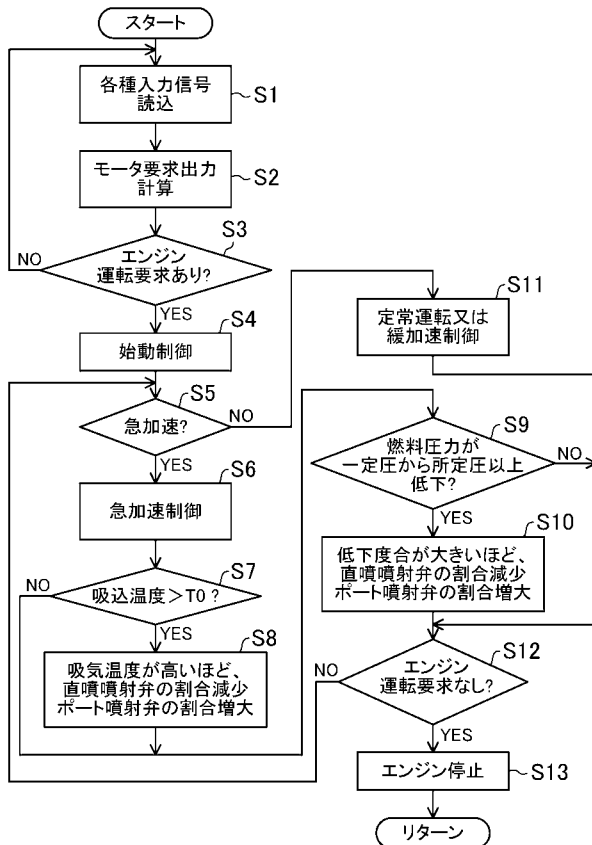 スタート
各種入力信号
読込
S1
モータ要求出力
計算
S2
S3
エンジン
運転要求あり?
NO
YES
S4
始動制御
S5
急加速?
NO
YES
S6
急加速制御
S7
吸込温度>T0?
NO
YES
S8
吸気温度が高いほど、
直噴噴射弁の割合減少
ポート噴射弁の割合増大
S11
定常運転又は
緩加速制御
S9
燃料圧力が
一定圧から所定圧以上
低下?
NO
YES
S10
低下度合が大きいほど、
直噴噴射弁の割合減少
ポート噴射弁の割合増大
S12
エンジン
運転要求なし?
NO
YES
エンジン停止
S13
リターン